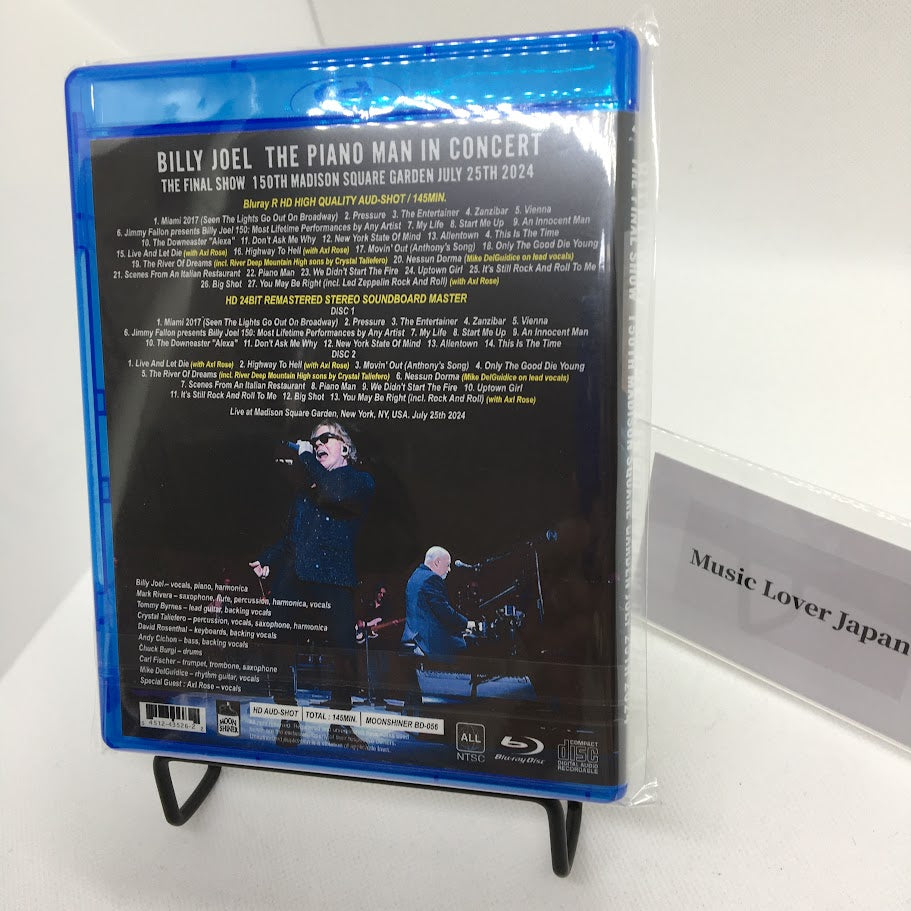 BILLY JOEL THE PIANO MAN IN CONCERT
THE FINAL SHOW 150TH MADISON SQUARE GARDEN JULY 25TH 2024
Bluray R HD HIGH QUALITY AUD-SHOT / 145MIN.
1. Miami 2017 (Seen The Lights Go Out On Broadway) 2. Pressure 3. The Entertainer 4. Zanzibar 5. Vienna
6. Jimmy Fallon presents Billy Joel 150: Most Lifetime Performances by Any Artist 7. My Life 8. Start Me Up 9. An Innocent Man
10. The Downeaster "Alexa" 11. Don't Ask Me Why 12. New York State Of Mind 13. Allentown 4. This Is The Time
15. Live And Let Die (with Axl Rose) 16. Highway To Hell (with Axl Rose) 17. Movin' Out (Anthony's Song) 18. Only The Good Die Young
19. The River Of Dreams (incl. River Deep Mountain High sons by Crystal Taliefero) 20. Nessun Dorma (Mike DelGuidice on lead vocals)
21. Scenes From An Italian Restaurant 22. Piano Man 23. We Didn't Start The Fire 24. Uptown Girl 25. It's Still Rock And Roll To Me
26. Big Shot 27. You May Be Right (incl. Led Zeppelin Rock And Roll) (with Axl Rose)
HD 24BIT REMASTERED STEREO SOUNDBOARD MASTER
DISC 1
1. Miami 2017 (Seen The Lights Go Out On Broadway) 2. Pressure 3. The Entertainer 4. Zanzibar 5. Vienna
6. Jimmy Fallon presents Billy Joel 150: Most Lifetime Performances by Any Artist 7. My Life 8. Start Me Up 9. An Innocent Man
10. The Downeaster "Alexa" 11. Don't Ask Me Why 12. New York State Of Mind 13. Allentown 14. This Is The Time
DISC 2
1. Live And Let Die (with Axl Rose) 2. Highway To Hell (with Axl Rose) 3. Movin' Out (Anthony's Song) 4. Only The Good Die Young
5. The River Of Dreams (incl. River Deep Mountain High sons by Crystal Taliefero) 6. Nessun Dorma (Mike DelGuidice on lead vocals)
7. Scenes From An Italian Restaurant 8. Piano Man 9. We Didn't Start The Fire 10. Uptown Girl
11. It's Still Rock And Roll To Me 12. Big Shot 13. You May Be Right (incl. Rock And Roll) (with Axl Rose)
Live at Madison Square Garden, New York, NY, USA. July 25th 2024
Billy Joel – vocals, piano, harmonica
Mark Rivera – saxophone, flute, percussion, harmonica, vocals
Tommy Byrnes – lead guitar, backing vocals
Crystal Taliefero – percussion, vocals, saxophone, harmonica
David Rosenthal – keyboards, backing vocals
Andy Cichon – bass, backing vocals
Chuck Burgi – drums
Carl Fischer – trumpet, trombone, saxophone
Mike DelGuidice – rhythm guitar, vocals
Special Guest : Axl Rose – vocals
MOON SHINER
HD AUD-SHOT TOTAL : 145MIN. MOONSHINER BD-056
ALL
NTSC
Blu-ray Disc
COMPACT
disc
DIGITAL AUDIO
RECORDABLE
THE FINAL SHOW 150TH MADISON SQUARE GARDEN
Music Lover Japan